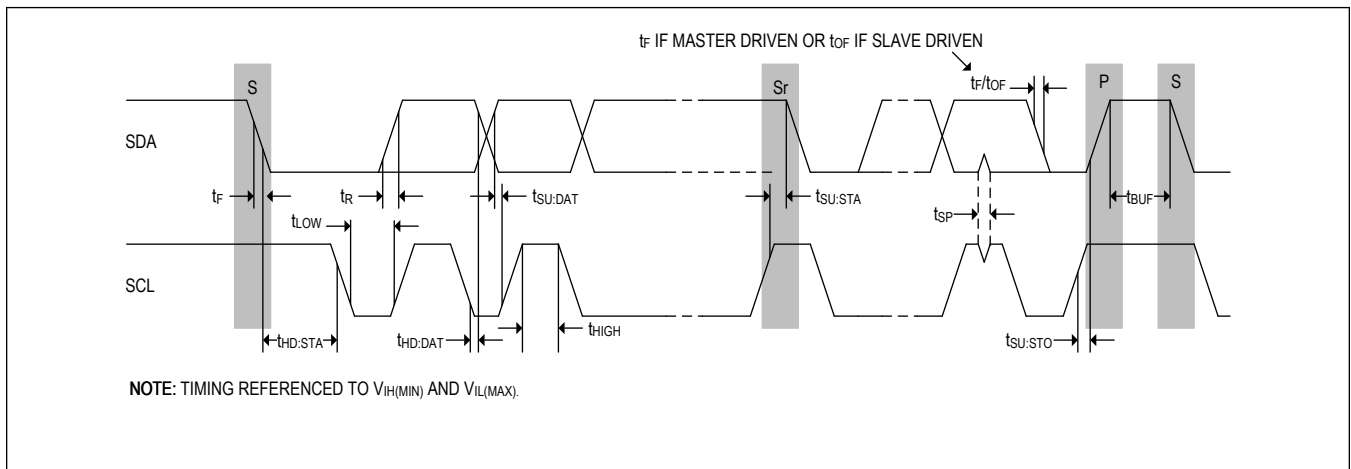 tF IF MASTER DRIVEN OR tOF IF SLAVE DRIVEN
S
Sr
tF/tOF
P
S
SDA
tF
tR
tSU:DAT
tSU:STA
tSP
tBUF
tLOW
SCL
tHD:STA
tHD:DAT
tHIGH
tSU:STO
NOTE: TIMING REFERENCED TO VIH(MIN) AND VIL(MAX).